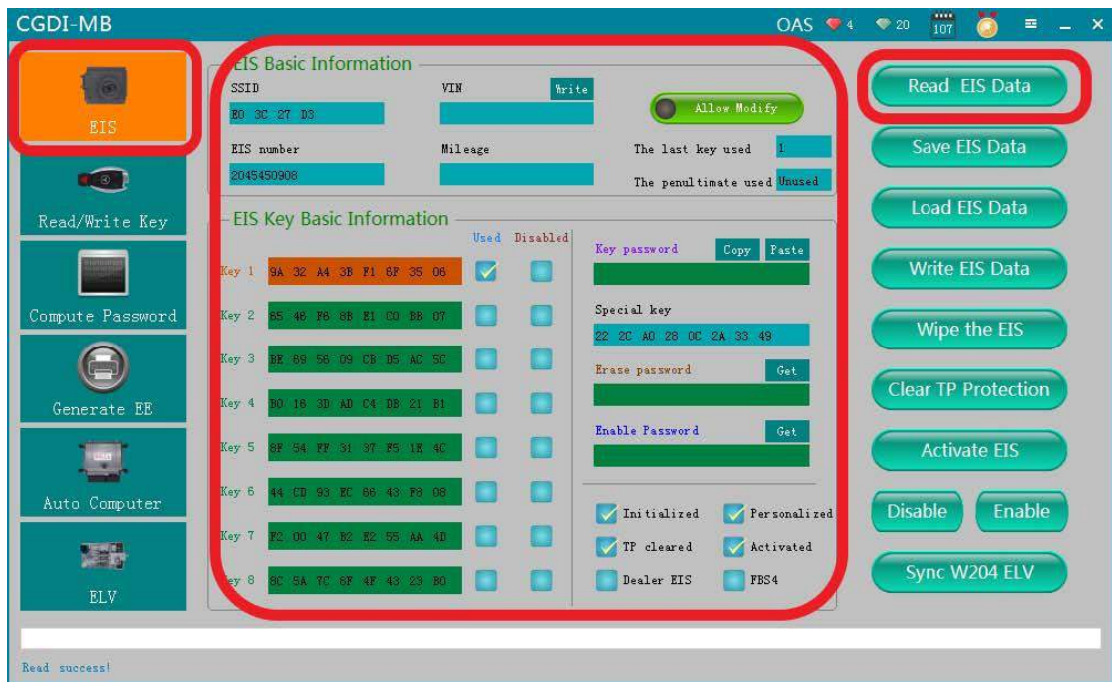 CGDI-MB
OAS 4 20 107
EIS
Read/Write Key
Compute Password
Generate EE
Auto Computer
ELV
EIS Basic Information
SSID
E0 3C 27 D3
VIN
Write
Allow Modify
EIS number
2045450908
Mileage
The last key used 1
The penultimate used Unused
EIS Key Basic Information
Used Disabled
Key 1 9A 32 A4 3B F1 6F 35 06
Key 2 85 46 F6 8B E1 C0 BB 07
Key 3 BE 69 56 09 CB D5 AC 5C
Key 4 B0 16 3D AD C4 DB 21 B1
Key 5 8F 54 FF 31 37 F5 1E 4C
Key 6 44 CD 93 EC 66 43 F8 08
Key 7 F2 00 47 B2 E2 55 AA 4D
Key 8 8C 5A 7C 6F 4F 43 23 B0
Key password Copy Paste
Special key
22 2C A0 28 0C 2A 33 49
Erase password Get
Enable Password Get
Initialized Personalized
TP cleared Activated
Dealer EIS FBS4
Read EIS Data
Save EIS Data
Load EIS Data
Write EIS Data
Wipe the EIS
Clear TP Protection
Activate EIS
Disable Enable
Sync W204 ELV
Read success!